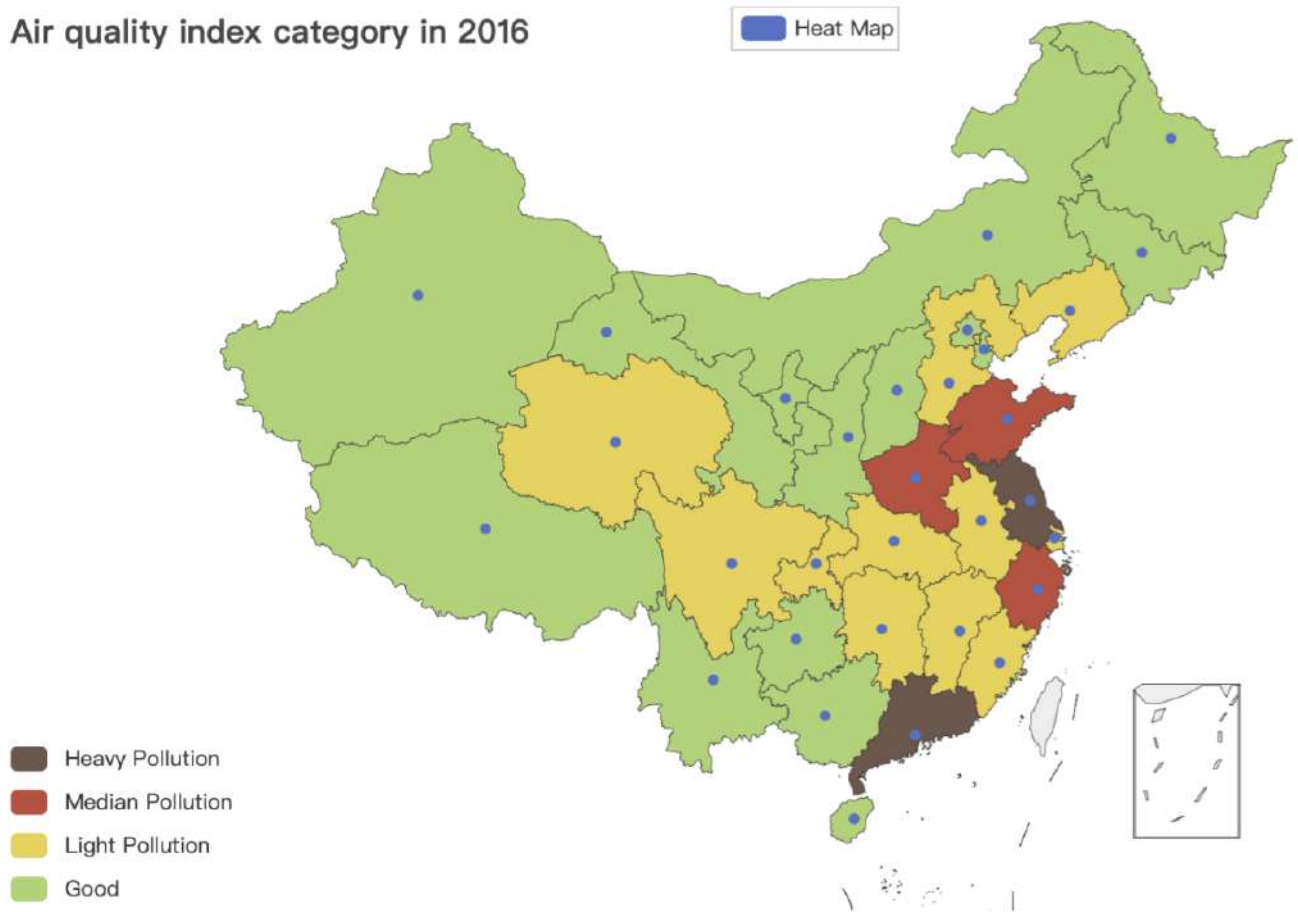 Air quality index category in 2016
Heat Map
Heavy Pollution
Median Pollution
Light Pollution
Good